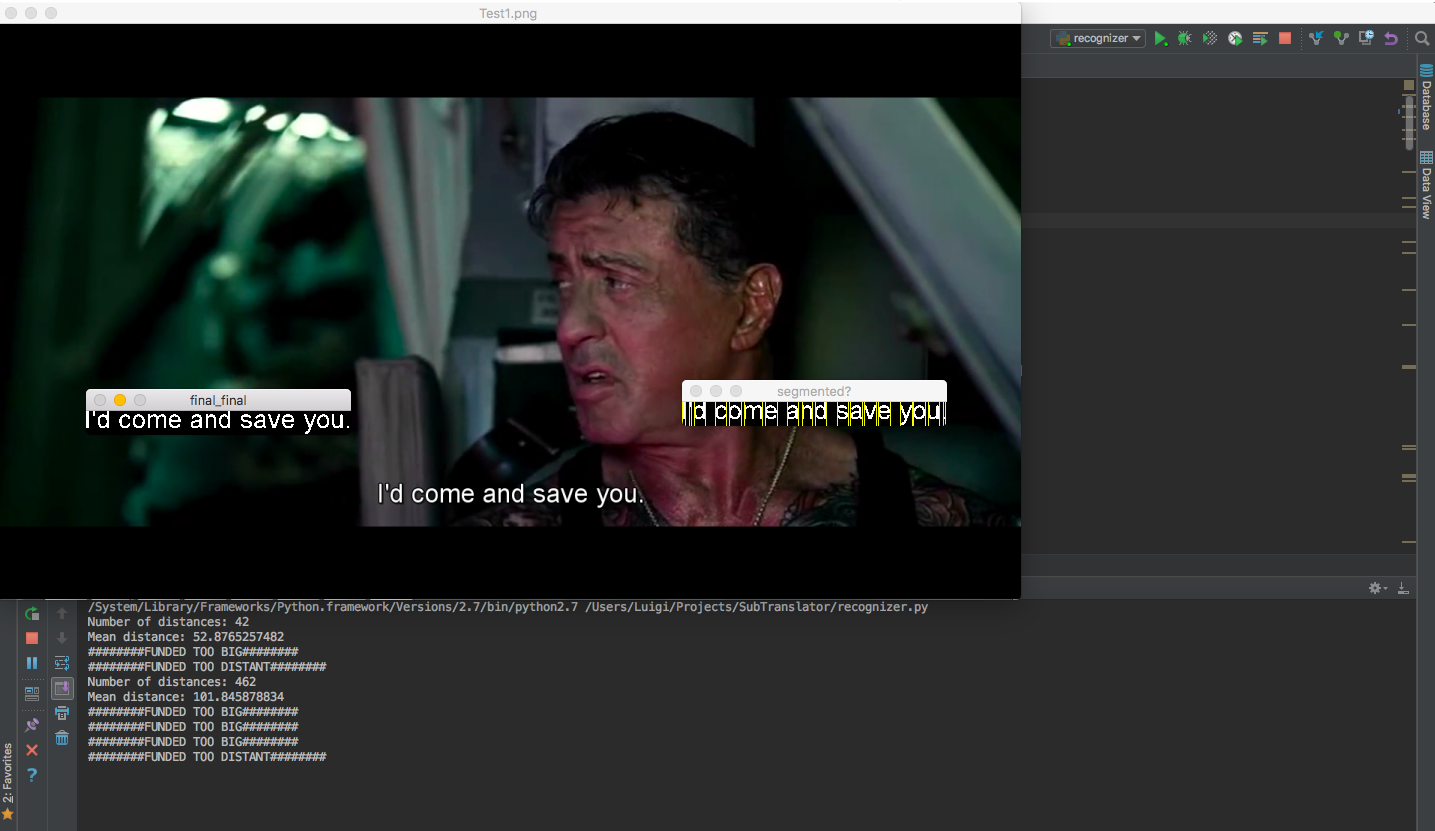 Test1.png
recognizer
Database
Data View
final_final
I'd come and save you.
segmented?
I'd come and save you.
I'd come and save you.
/System/Library/Frameworks/Python.framework/Versions/2.7/bin/python2.7 /Users/Luigi/Projects/SubTranslator/recognizer.py
Number of distances: 42
Mean distance: 52.8765257482
########FUNDED TOO BIG########
########FUNDED TOO DISTANT########
Number of distances: 462
Mean distance: 101.845878834
########FUNDED TOO BIG########
########FUNDED TOO BIG########
########FUNDED TOO BIG########
########FUNDED TOO DISTANT########
2: Favorites